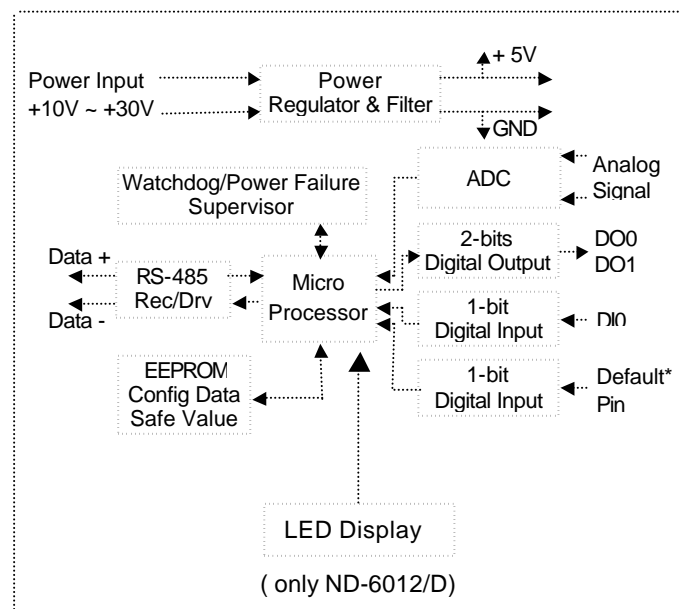 + 5V
Power Input
+10V ~ +30V
Power
Regulator & Filter
GND
Watchdog/Power Failure
Supervisor
ADC
Analog
Signal
2-bits
Digital Output
DO0
DO1
Data +
Data -
RS-485
Rec/Drv
Micro
Processor
1-bit
Digital Input
DI0
EEPROM
Config Data
Safe Value
1-bit
Digital Input
Default*
Pin
LED Display
( only ND-6012/D)